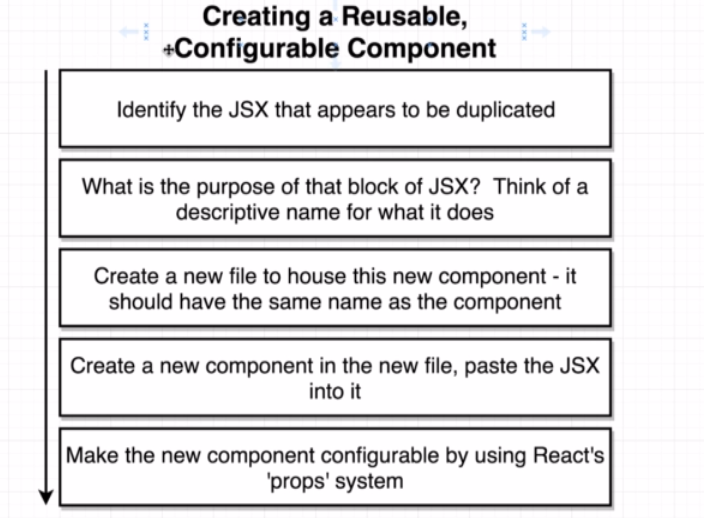 Creating a Reusable,
Configurable Component
Identify the JSX that appears to be duplicated
What is the purpose of that block of JSX?  Think of a
descriptive name for what it does
Create a new file to house this new component - it
should have the same name as the component
Create a new component in the new file, paste the JSX
into it
Make the new component configurable by using React's
'props' system